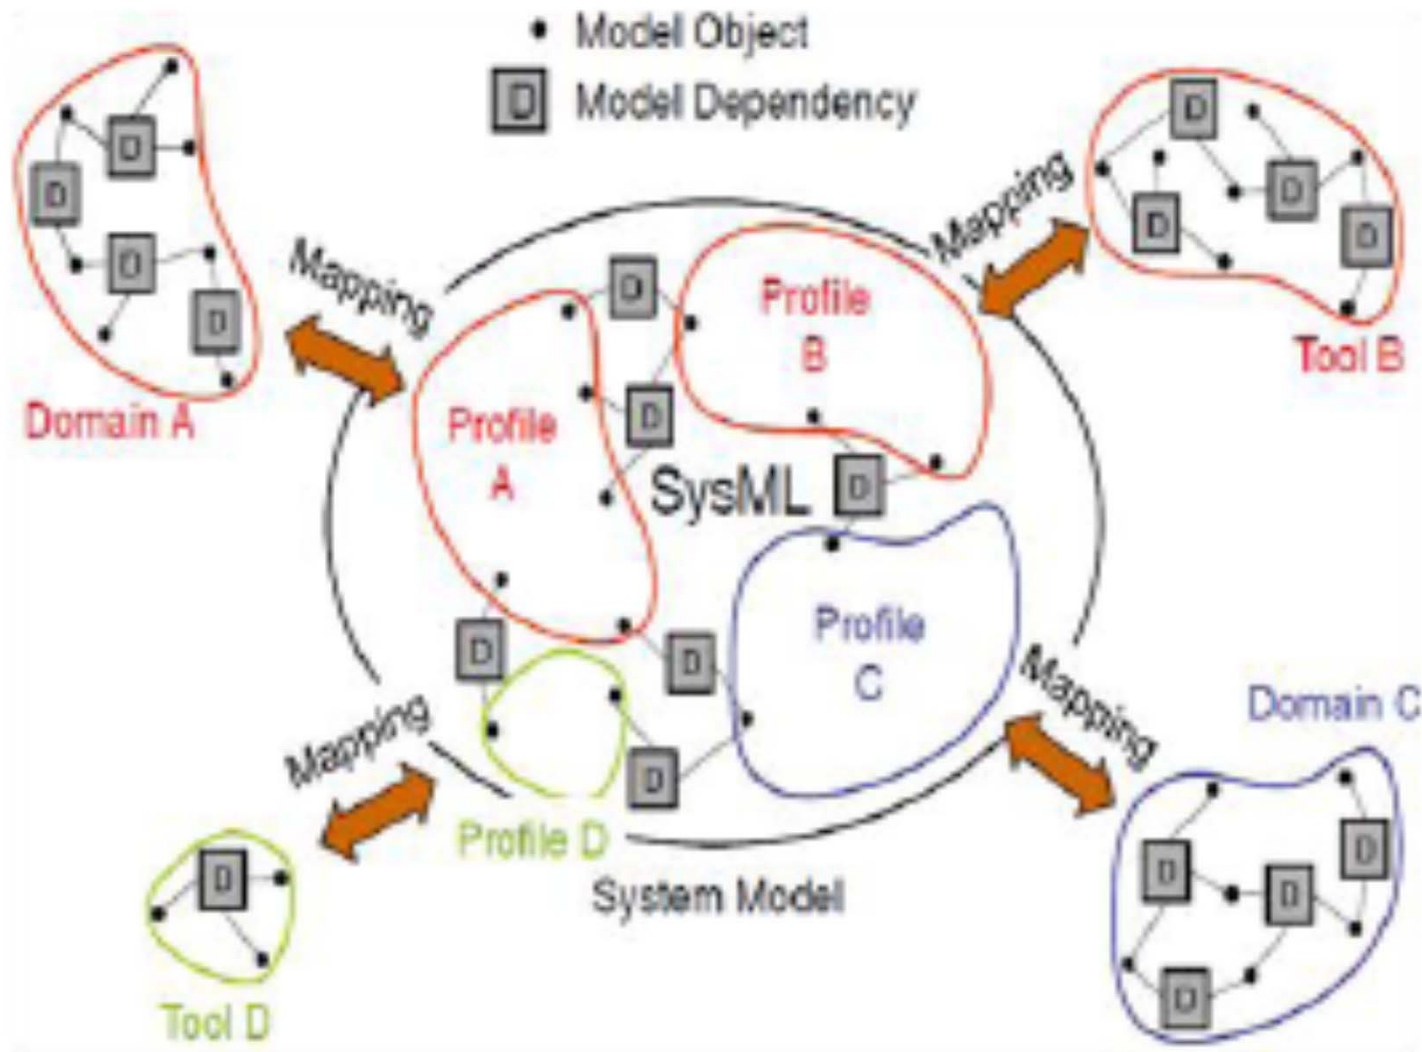 Model Object
D Model Dependency
D
D
D
D
Domain A
Mapping
Mapping
D
D
D
D
Tool B
D
D
D
D
D
D
Profile
A
Profile
B
SysML
Profile
C
Profile D
System Model
Mapping
D
Tool D
Mapping
Domain C
D
D
D
D